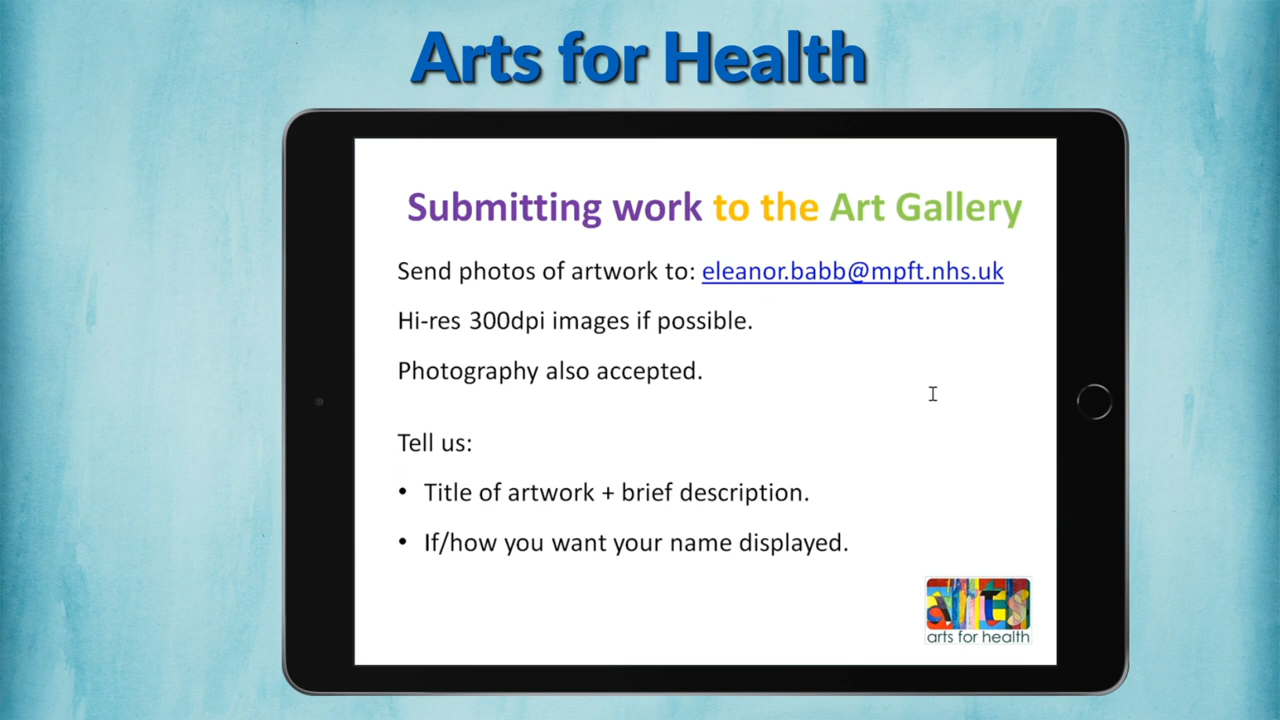 Arts for Health
Submitting work to the Art Gallery
Send photos of artwork to: eleanor.babb@mpft.nhs.uk
Hi-res 300dpi images if possible.
Photography also accepted.
Tell us:
• Title of artwork + brief description.
• If/how you want your name displayed.
arts
arts for health